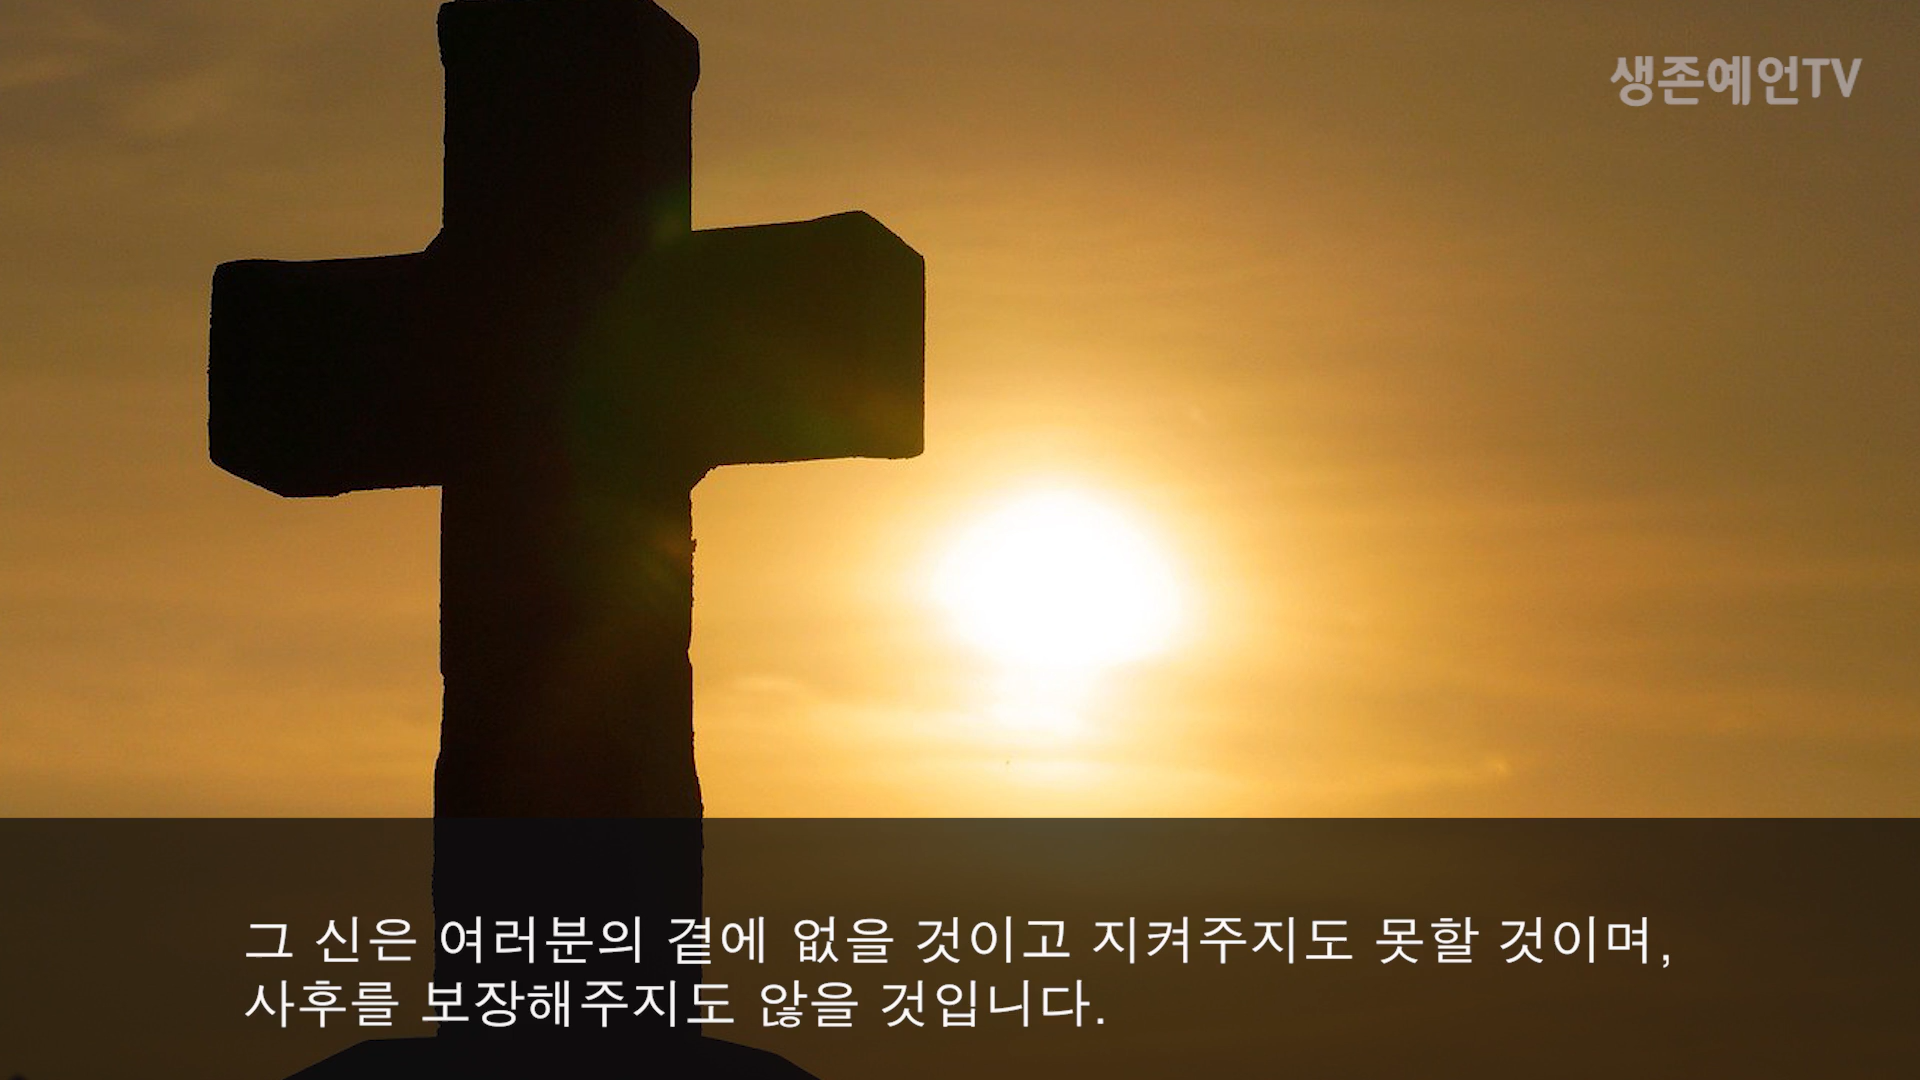 생존예언TV
그 신은 여러분의 곁에 없을 것이고 지켜주지도 못할 것이며,
사후를 보장해주지도 않을 것입니다.